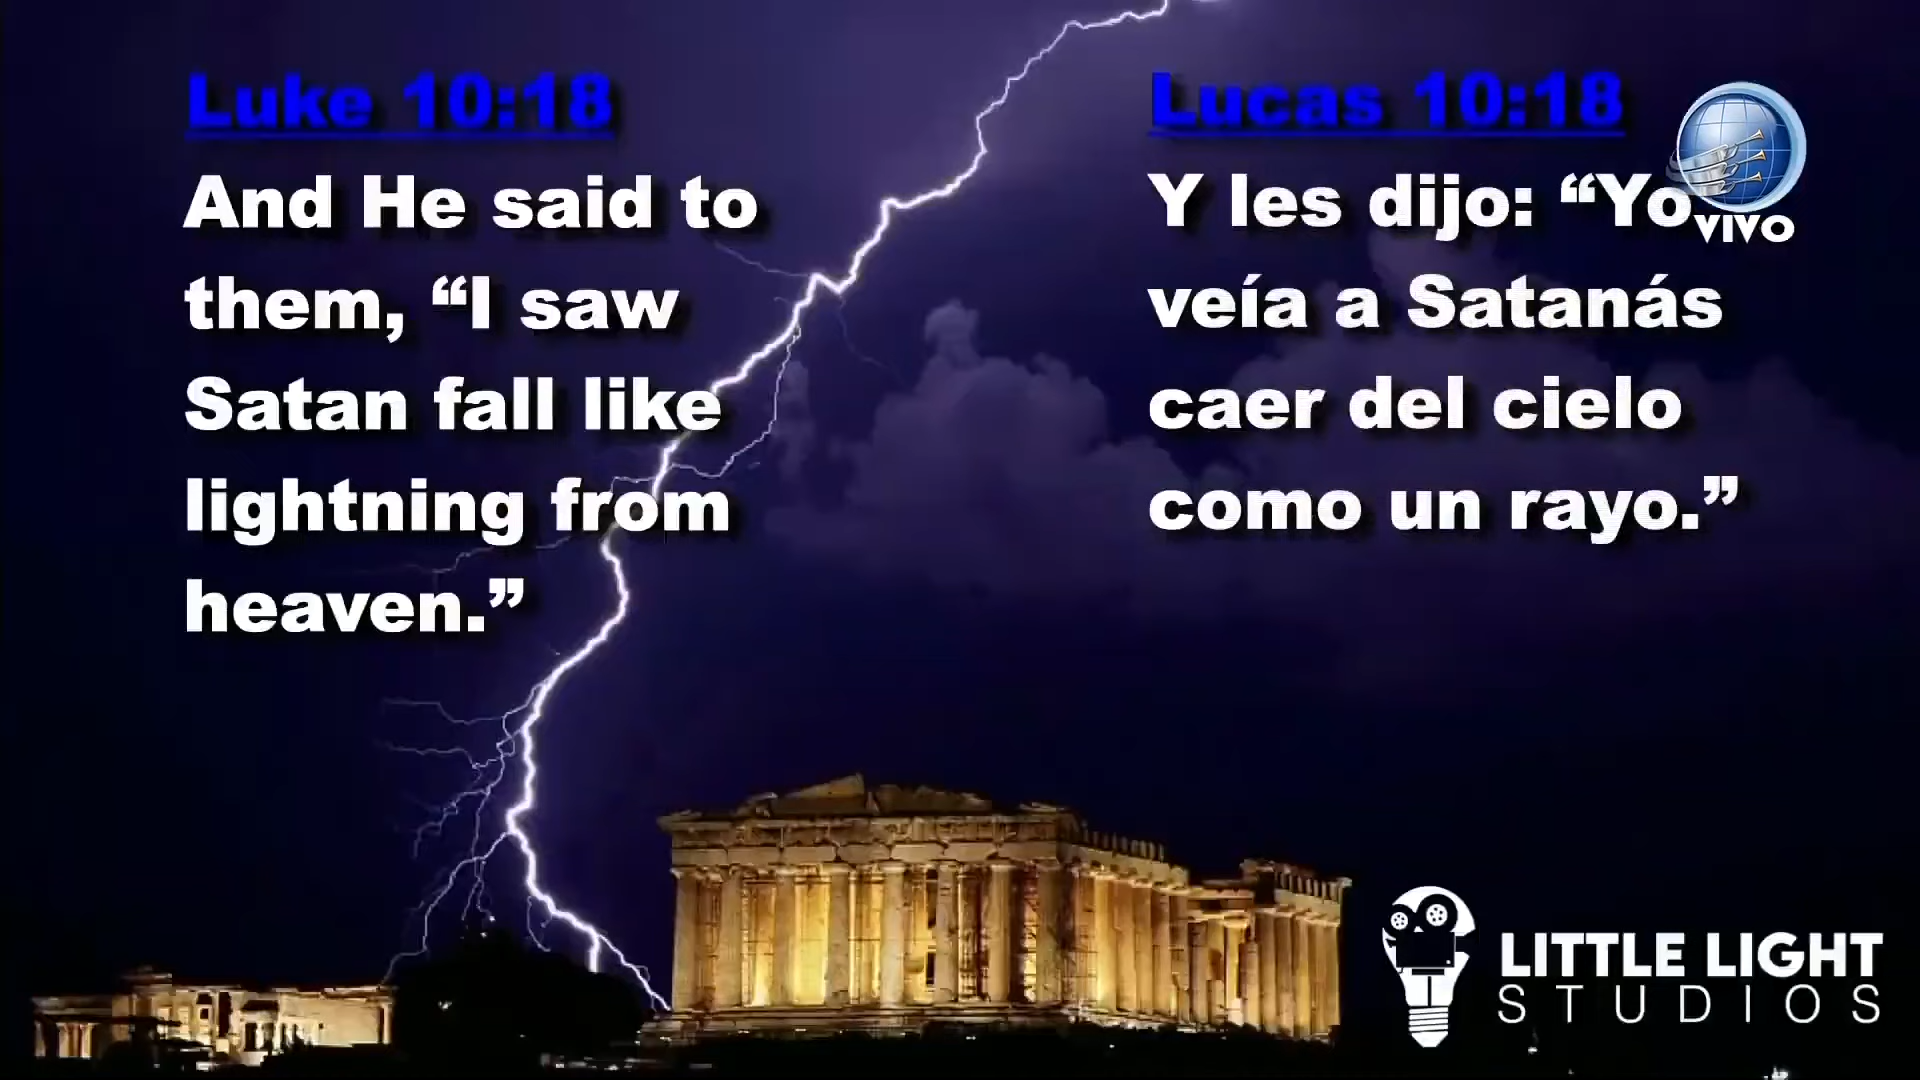 Luke 10:18
And He said to
them, “I saw
Satan fall like
lightning from
heaven.”
Lucas 10:18
Y les dijo: “Yo
veía a Satanás
caer del cielo
como un rayo.”
VIVO
LITTLE LIGHT
STUDIOS